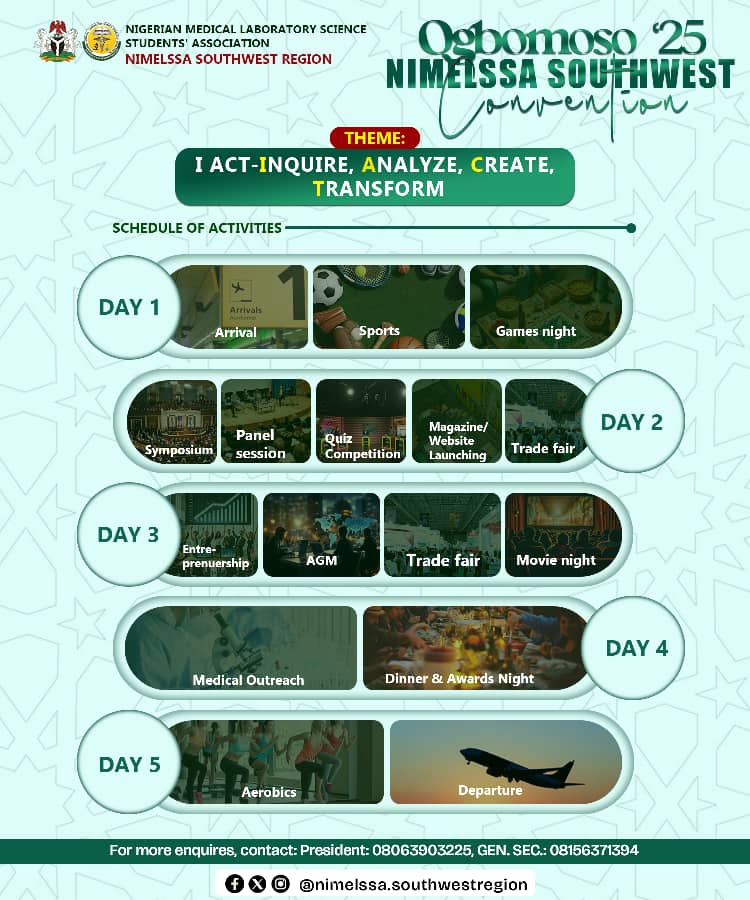 NIGERIAN MEDICAL LABORATORY SCIENCE
STUDENTS' ASSOCIATION
NIMELSSA SOUTHWEST REGION
Ogbomoso '25
NIMELSSA SOUTHWEST
Convention
THEME:
I ACT-INQUIRE, ANALYZE, CREATE,
TRANSFORM
SCHEDULE OF ACTIVITIES
DAY 1
Arrivals
1
Arrival
Sports
Games night
Symposium
Panel
session
Quiz
Competition
Magazine/
Website
Launching
Trade fair
DAY 2
DAY 3
Entre-
prenuership
AGM
Trade fair
Movie night
Medical Outreach
Dinner & Awards Night
DAY 4
DAY 5
Aerobics
Departure
For more enquires, contact: President: 08063903225, GEN. SEC.: 08156371394
@nimelssa.southwestregion